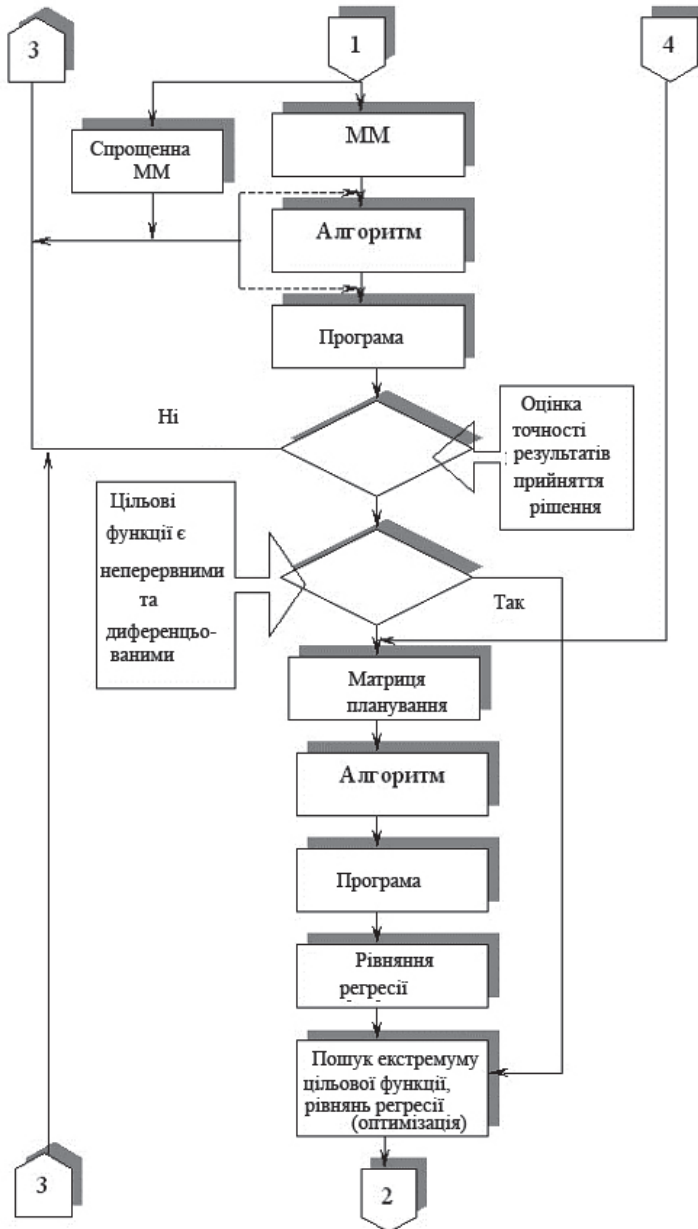 3
1
4
Спрощенна
ММ
ММ
Алгоритм
Програма
Ні
Оцінка
точності
результатів
прийняття
рішення
Цільові
функції є
неперервними
та
диференцьо-
ваними
Так
Матриця
планування
Алгоритм
Програма
Рівняння
регресії
Пошук екстремуму
цільової функції,
рівнянь регресії
(оптимізація)
3
2